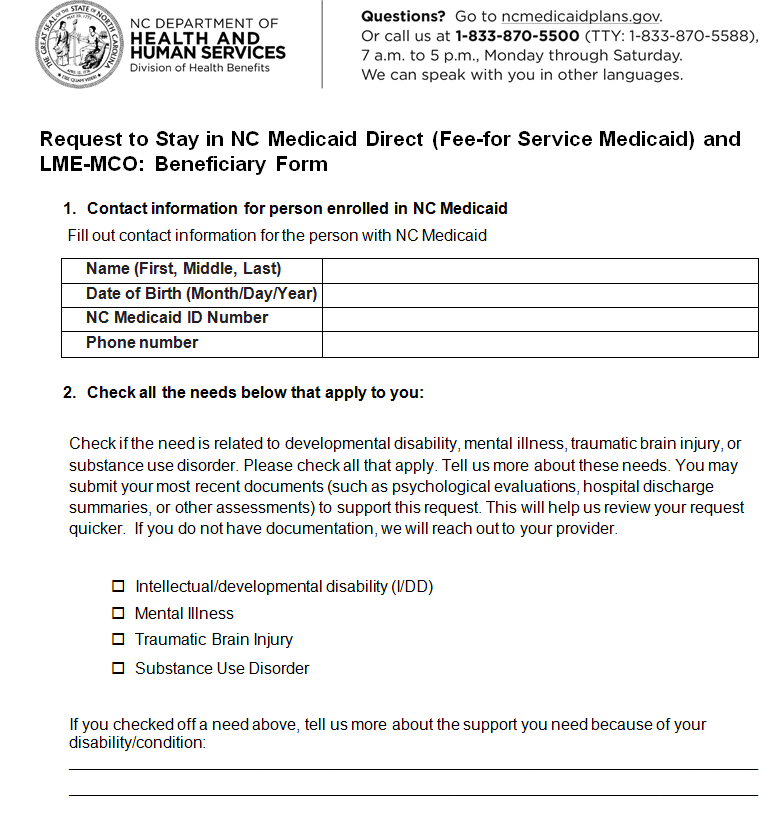 THE GREAT SEAL OF THE STATE OF NORTH CAROLINA
NC DEPARTMENT OF
HEALTH AND
HUMAN SERVICES
Division of Health Benefits
Questions? Go to ncmedicaidplans.gov.
Or call us at 1-833-870-5500 (TTY: 1-833-870-5588),
7 a.m. to 5 p.m., Monday through Saturday.
We can speak with you in other languages.
Request to Stay in NC Medicaid Direct (Fee-for Service Medicaid) and
LME-MCO: Beneficiary Form
1. Contact information for person enrolled in NC Medicaid
Fill out contact information for the person with NC Medicaid
Name (First, Middle, Last)
Date of Birth (Month/Day/Year)
NC Medicaid ID Number
Phone number
2. Check all the needs below that apply to you:
Check if the need is related to developmental disability, mental illness, traumatic brain injury, or
substance use disorder. Please check all that apply. Tell us more about these needs. You may
submit your most recent documents (such as psychological evaluations, hospital discharge
summaries, or other assessments) to support this request. This will help us review your request
quicker. If you do not have documentation, we will reach out to your provider.
Intellectual/developmental disability (I/DD)
Mental Illness
Traumatic Brain Injury
Substance Use Disorder
If you checked off a need above, tell us more about the support you need because of your
disability/condition: